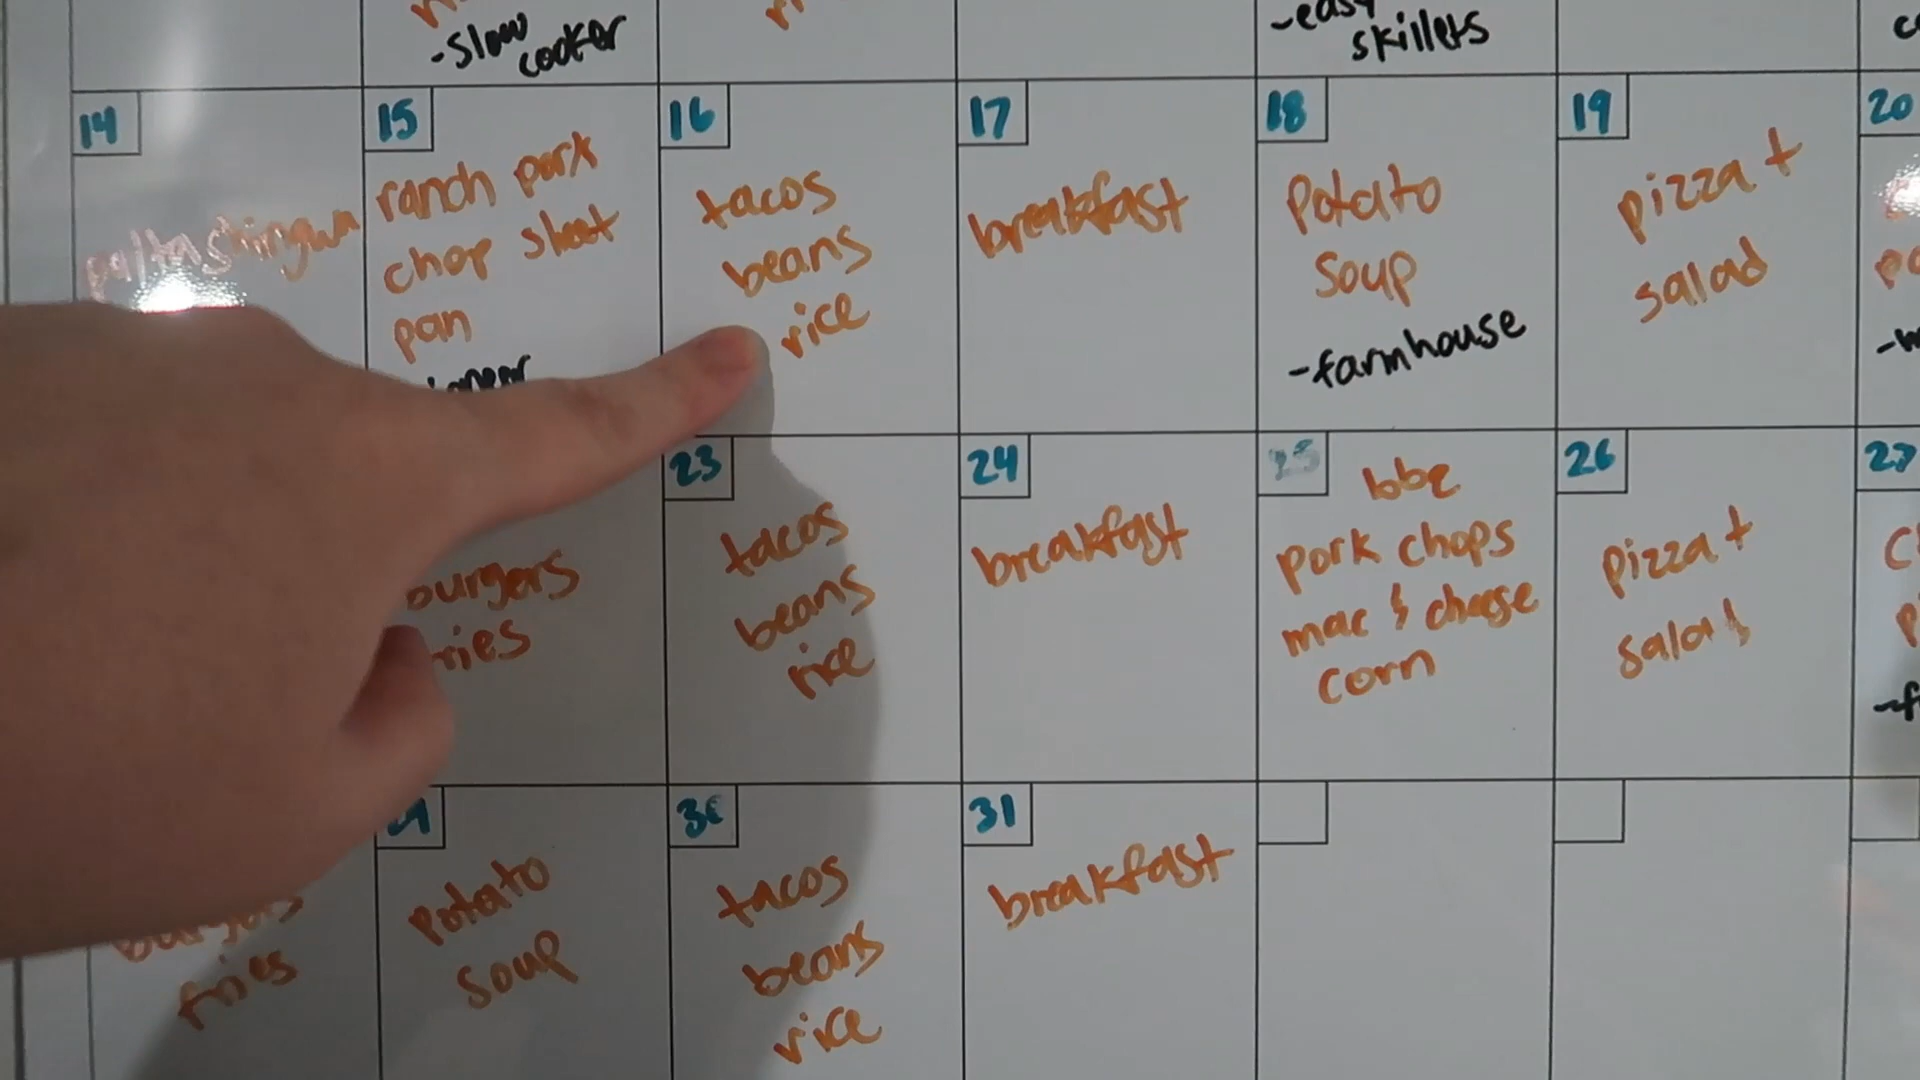 -slow
cooker
-easy
skillets
14
15
ranch pork
chop sheet
pan
16
tacos
beans
rice
17
breakfast
18
Potato
Soup
-farmhouse
19
pizza +
salad
20
burgers
23
tacos
beans
rice
24
breakfast
25
bbq
pork chops
mac & cheese
corn
26
pizza +
salad
27
burgers
fries
Potato
Soup
30
tacos
beans
rice
31
breakfast